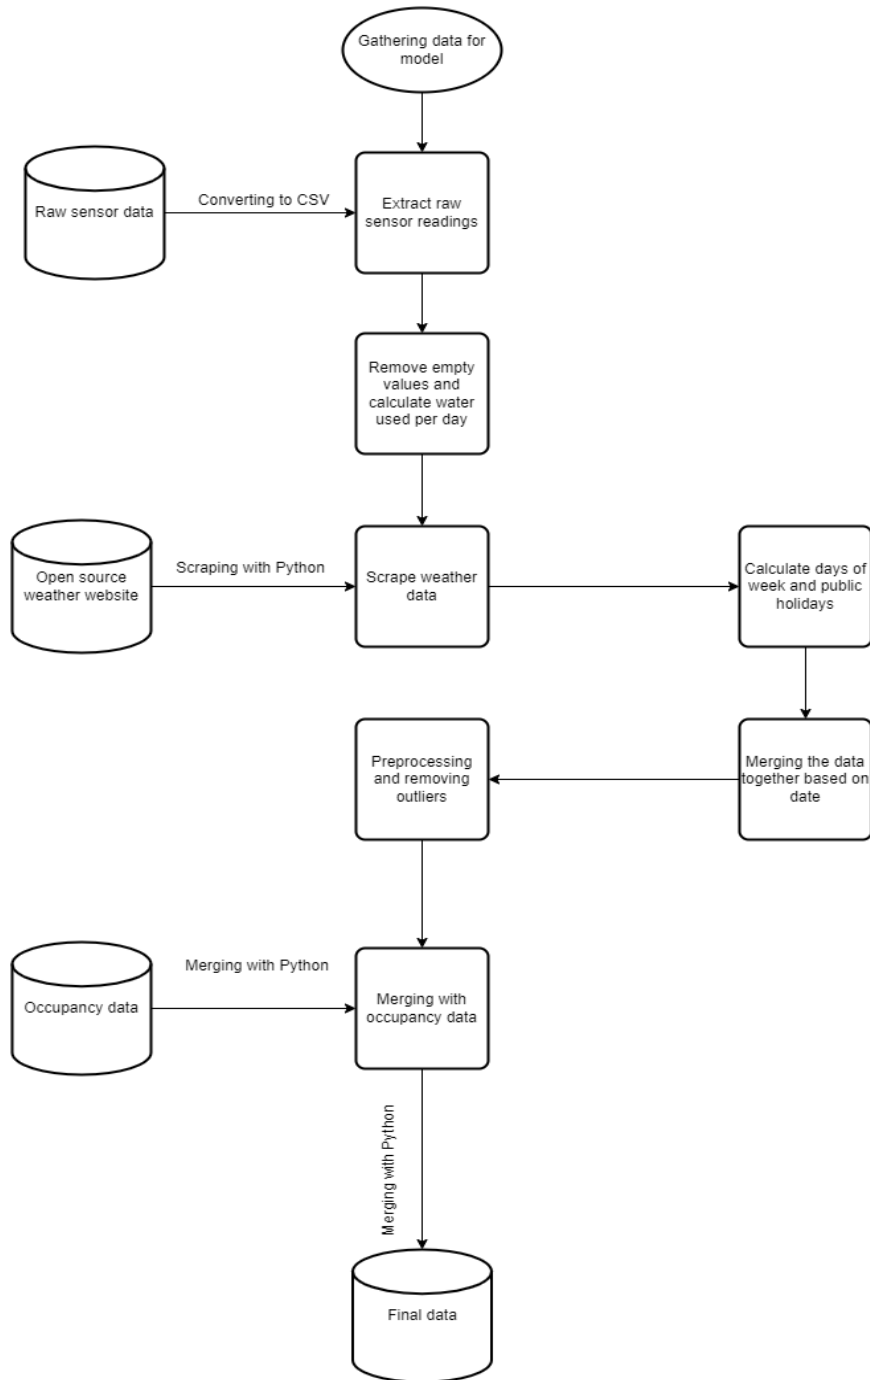 Gathering data for
model
Raw sensor data
Converting to CSV
Extract raw
sensor readings
Remove empty
values and
calculate water
used per day
Open source
weather website
Scraping with Python
Scrape weather
data
Calculate days of
week and public
holidays
Preprocessing
and removing
outliers
Merging the data
together based on
date
Occupancy data
Merging with Python
Merging with
occupancy data
Merging with Python
Final data